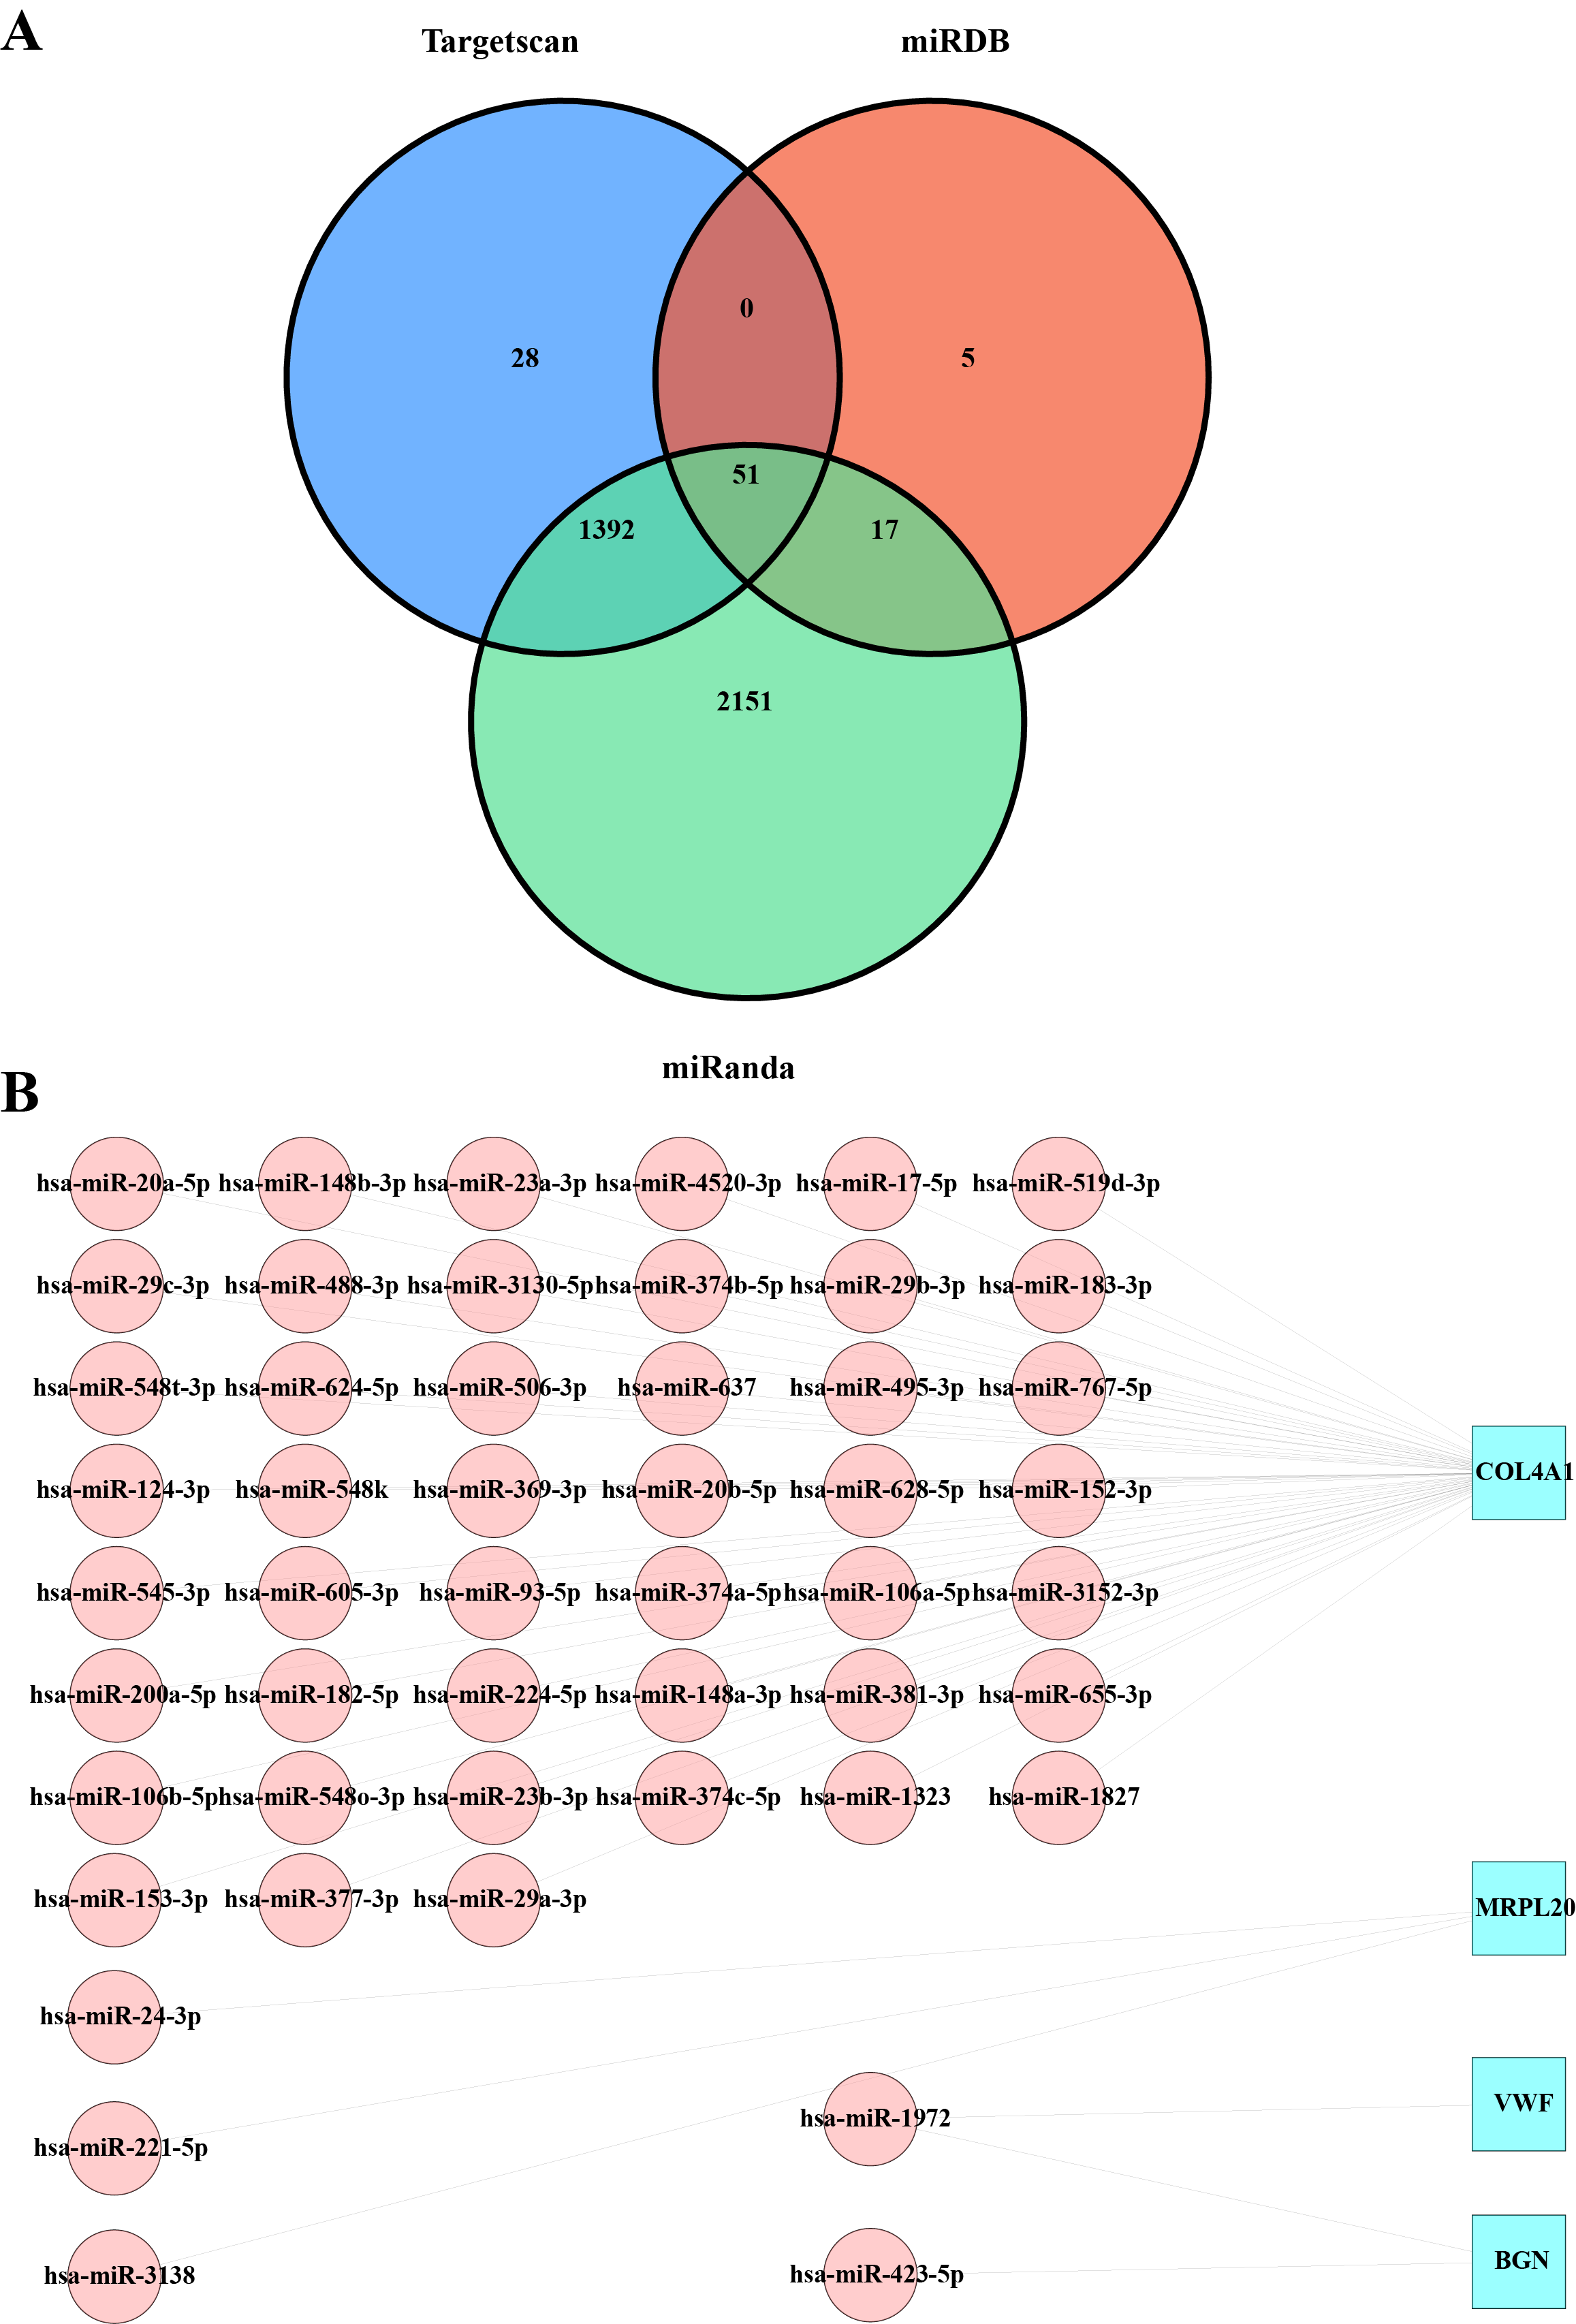 A
Targetscan miRDB
0
28 5
51
1392 17
2151
miRanda
B
hsa-miR-20a-5p hsa-miR-148b-3p hsa-miR-23a-3p hsa-miR-4520-3p hsa-miR-17-5p hsa-miR-519d-3p
hsa-miR-29c-3p hsa-miR-488-3p hsa-miR-3130-5p hsa-miR-374b-5p hsa-miR-29b-3p hsa-miR-183-3p
hsa-miR-548t-3p hsa-miR-624-5p hsa-miR-506-3p hsa-miR-637 hsa-miR-495-3p hsa-miR-767-5p
COL4A1
hsa-miR-124-3p hsa-miR-548k hsa-miR-369-3p hsa-miR-20b-5p hsa-miR-628-5p hsa-miR-152-3p
hsa-miR-545-3p hsa-miR-605-3p hsa-miR-93-5p hsa-miR-374a-5p hsa-miR-106a-5p hsa-miR-3152-3p
hsa-miR-200a-5p hsa-miR-182-5p hsa-miR-224-5p hsa-miR-148a-3p hsa-miR-381-3p hsa-miR-655-3p
hsa-miR-106b-5p hsa-miR-548o-3p hsa-miR-23b-3p hsa-miR-374c-5p hsa-miR-1323 hsa-miR-1827
hsa-miR-153-3p hsa-miR-377-3p hsa-miR-29a-3p
MRPL20
hsa-miR-24-3p
VWF
hsa-miR-1972
hsa-miR-221-5p
BGN
hsa-miR-3138 hsa-miR-423-5p